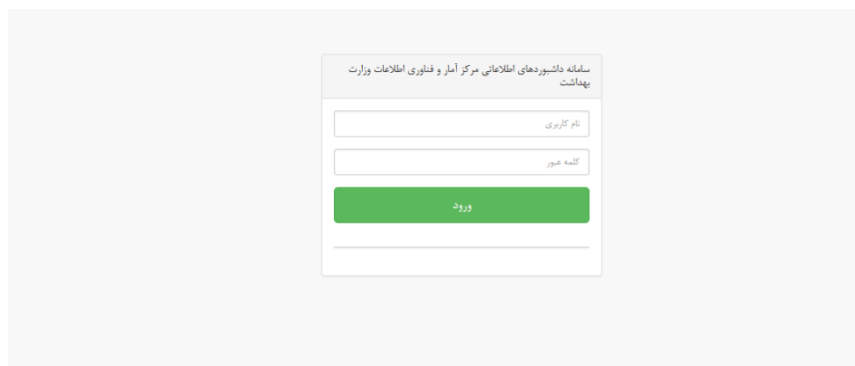 سامانه داشبوردهای اطلاعاتی مرکز آمار و فناوری اطلاعات وزارت
بهداشت
نام کاربری
کلمه عبور
ورود